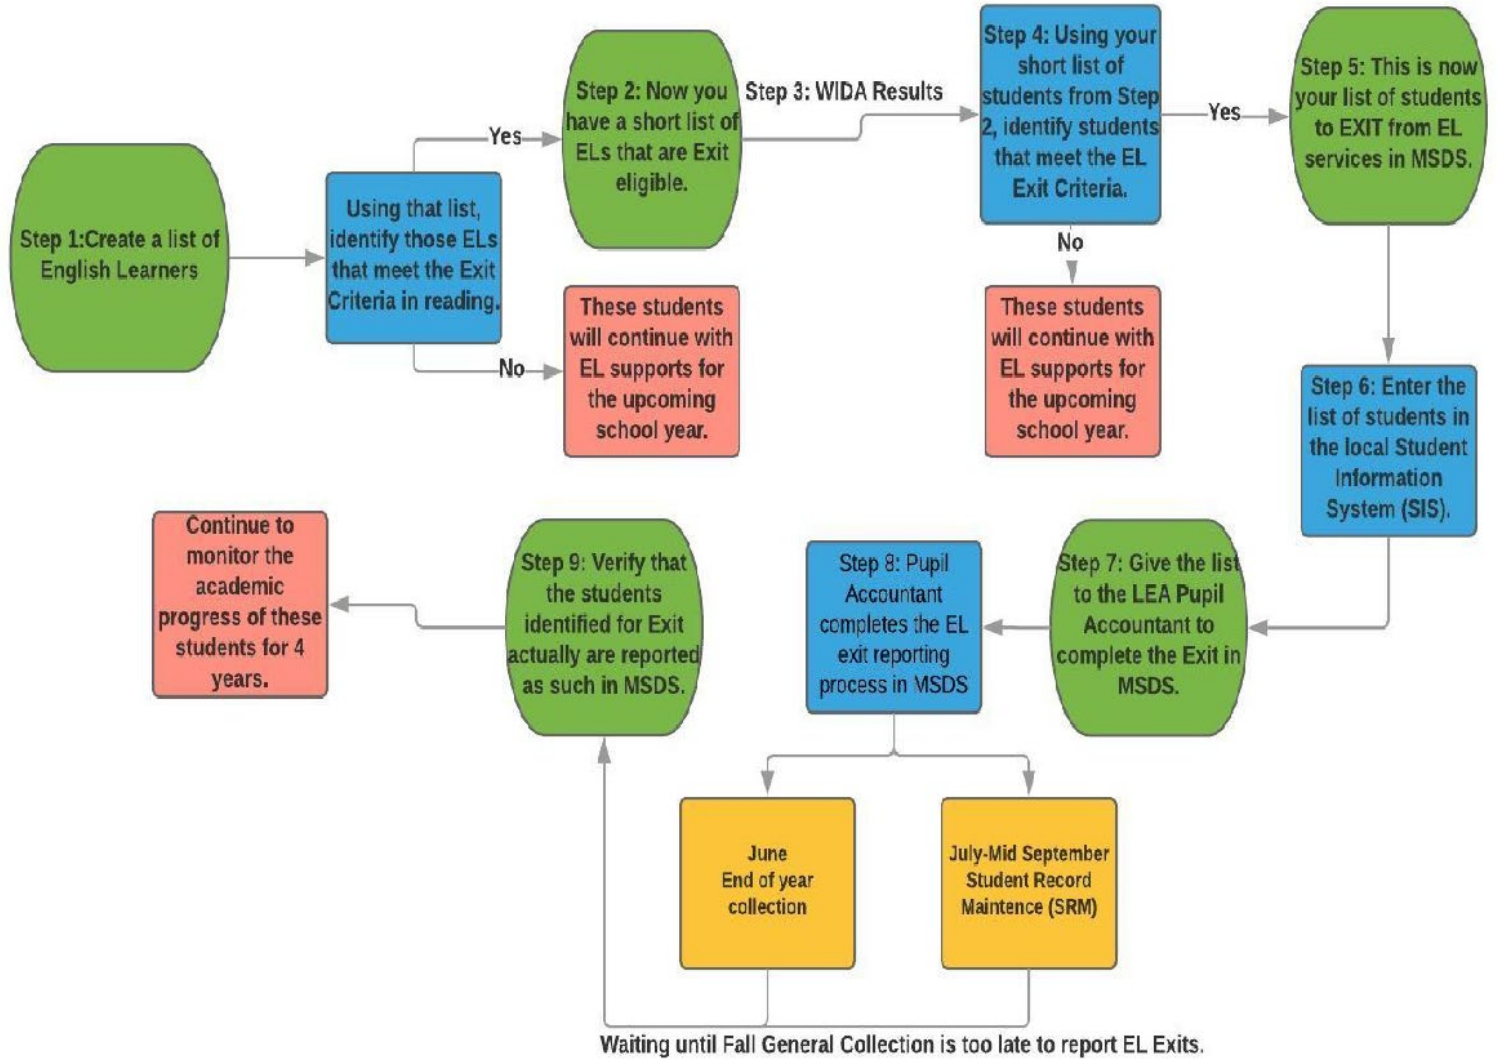 Step 1:Create a list of
English Learners
Using that list,
identify those ELs
that meet the Exit
Criteria in reading.
Yes
No
Step 2: Now you
have a short list of
ELs that are Exit
eligible.
These students
will continue with
EL supports for
the upcoming
school year.
Step 3: WIDA Results
Step 4: Using your
short list of
students from Step
2, identify students
that meet the EL
Exit Criteria.
Yes
No
These students
will continue with
EL supports for
the upcoming
school year.
Step 5: This is now
your list of students
to EXIT from EL
services in MSDS.
Step 6: Enter the
list of students in
the local Student
Information
System (SIS).
Step 7: Give the list
to the LEA Pupil
Accountant to
complete the Exit in
MSDS.
Step 8: Pupil
Accountant
completes the EL
exit reporting
process in MSDS
June
End of year
collection
July-Mid September
Student Record
Maintence (SRM)
Waiting until Fall General Collection is too late to report EL Exits.
Step 9: Verify that
the students
identified for Exit
actually are reported
as such in MSDS.
Continue to
monitor the
academic
progress of these
students for 4
years.